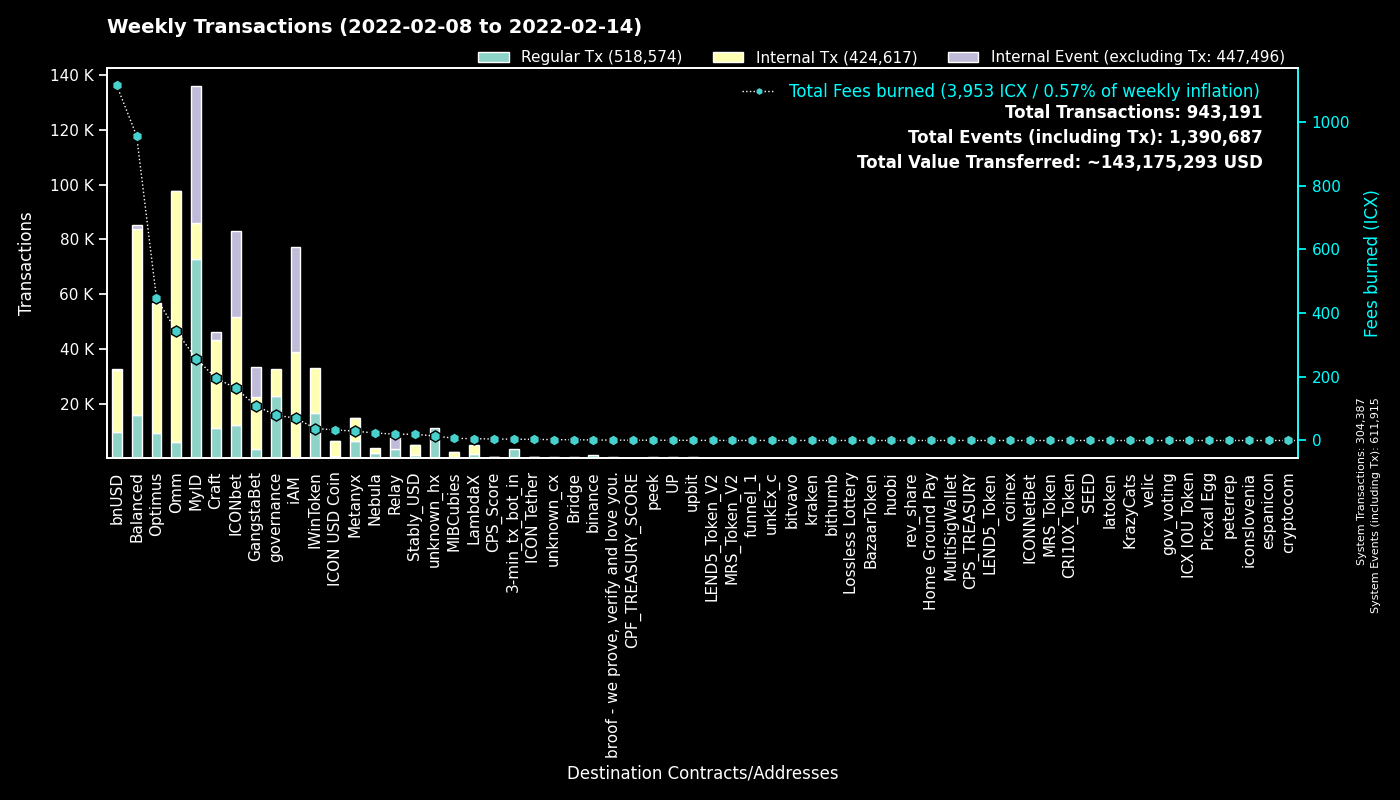 Weekly Transactions (2022-02-08 to 2022-02-14)
Regular Tx (518,574)
Internal Tx (424,617)
Internal Event (excluding Tx: 447,496)
Total Fees burned (3,953 ICX / 0.57% of weekly inflation)
Total Transactions: 943,191
Total Events (including Tx): 1,390,687
Total Value Transferred: ~143,175,293 USD
Transactions
140 K
120 K
100 K
80 K
60 K
40 K
20 K
1000
800
600
400
200
0
Fees burned (ICX)
System Transactions: 304,387
System Events (including Tx): 611,915
bnUSD
Balanced
Optimus
Omm
MyID
Craft
ICONbet
GangstaBet
governance
iAM
IWinToken
ICON USD Coin
Metanyx
Nebula
Relay
Stably_USD
unknown_hx
MIBCubies
LambdaX
CPS_Score
3-min_tx_bot_in
ICON Tether
unknown_cx
Bridge
binance
broof - we prove, verify and love you.
CPF_TREASURY_SCORE
peek
UP
upbit
LEND5_Token_V2
MRS_Token_V2
funnel_1
unkEx_c
bitvavo
kraken
bithumb
Lossless Lottery
BazaarToken
huobi
rev_share
Home Ground Pay
MultiSigWallet
CPS_TREASURY
LEND5_Token
coinex
ICONNetBet
MRS_Token
CRI10X_Token
SEED
latoken
KrazyCats
velic
gov_voting
ICX IOU Token
Picxal Egg
peterrep
iconslovenia
espanicon
cryptocom
Destination Contracts/Addresses